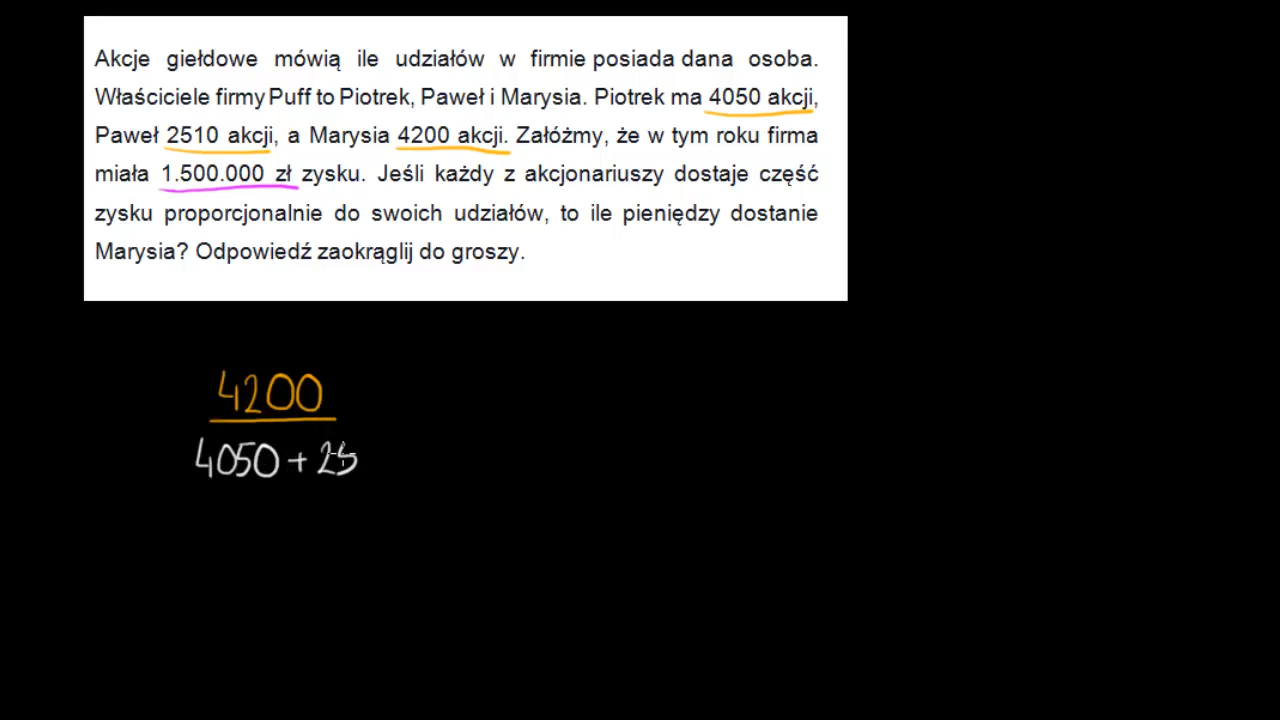 Akcje giełdowe mówią ile udziałów w firmie posiada dana osoba.
Właściciele firmy Puff to Piotrek, Paweł i Marysia. Piotrek ma 4050 akcji,
Paweł 2510 akcji, a Marysia 4200 akcji. Załóżmy, że w tym roku firma
miała 1.500.000 zł zysku. Jeśli każdy z akcjonariuszy dostaje część
zysku proporcjonalnie do swoich udziałów, to ile pieniędzy dostanie
Marysia? Odpowiedź zaokrąglij do groszy.
4200
4050 + 25